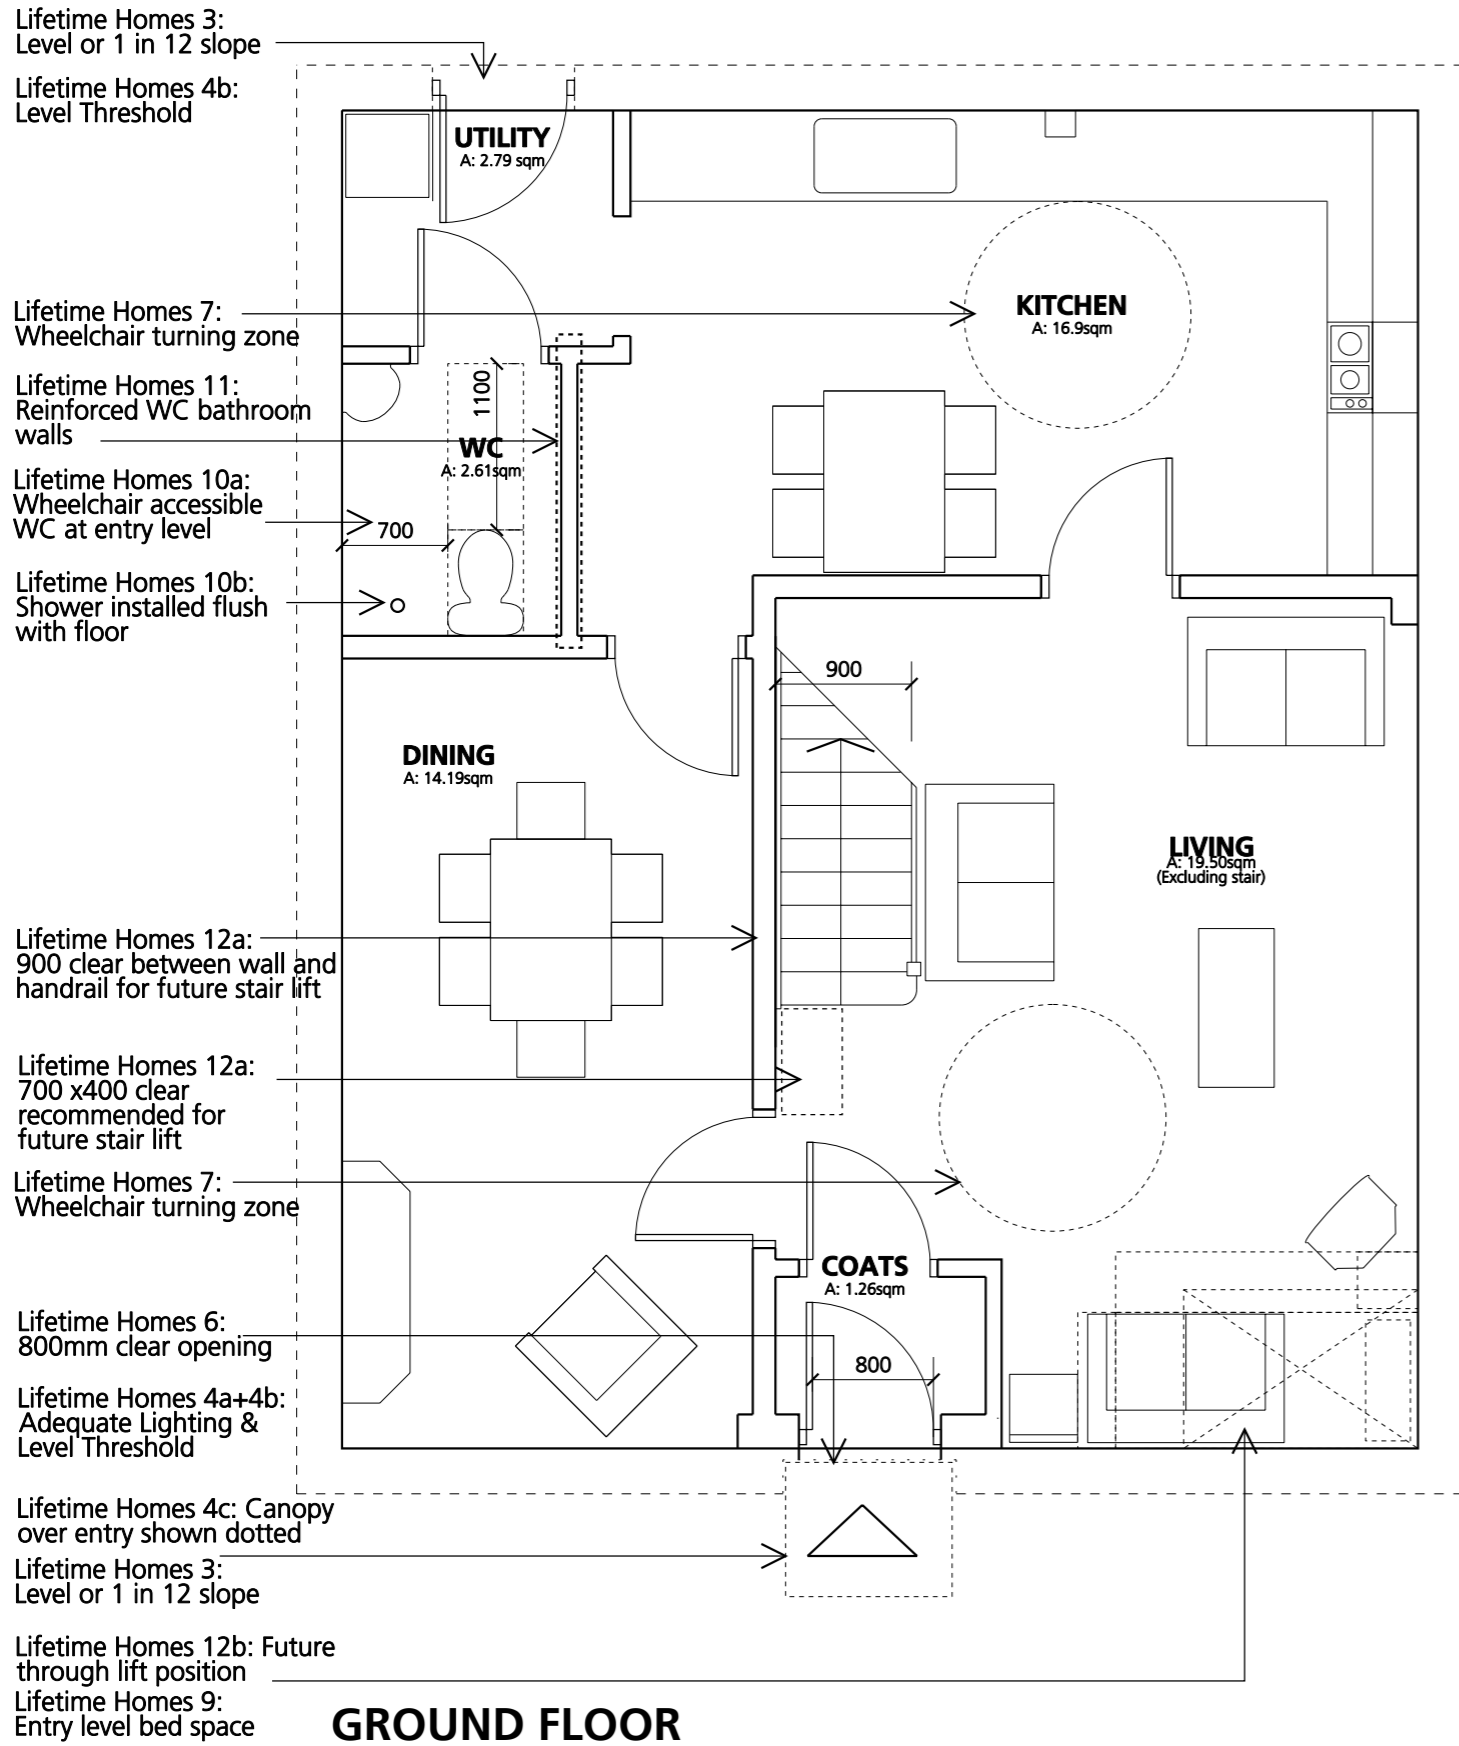 Lifetime Homes 3:
Level or 1 in 12 slope
Lifetime Homes 4b:
Level Threshold
UTILITY
A: 2.79 sqm
Lifetime Homes 7:
Wheelchair turning zone
KITCHEN
A: 16.9sqm
Lifetime Homes 11:
Reinforced WC bathroom
walls
1100
WC
A: 2.61sqm
Lifetime Homes 10a:
Wheelchair accessible
WC at entry level
700
Lifetime Homes 10b:
Shower installed flush
with floor
900
DINING
A: 14.19sqm
LIVING
A: 19.50sqm
(Excluding stair)
Lifetime Homes 12a:
900 clear between wall and
handrail for future stair lift
Lifetime Homes 12a:
700 x400 clear
recommended for
future stair lift
Lifetime Homes 7:
Wheelchair turning zone
COATS
A: 1.26sqm
Lifetime Homes 6:
800mm clear opening
800
Lifetime Homes 4a+4b:
Adequate Lighting &
Level Threshold
Lifetime Homes 4c: Canopy
over entry shown dotted
Lifetime Homes 3:
Level or 1 in 12 slope
Lifetime Homes 12b: Future
through lift position
Lifetime Homes 9:
Entry level bed space
GROUND FLOOR